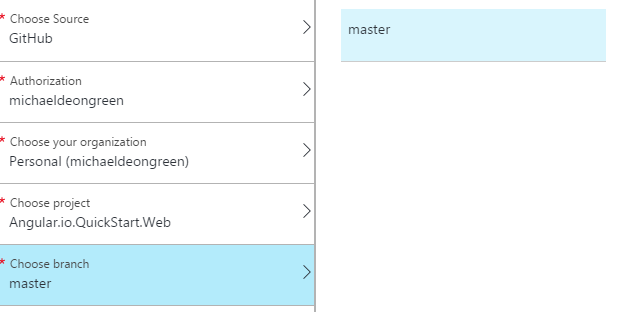 * Choose Source
GitHub
* Authorization
michaeldeongreen
* Choose your organization
Personal (michaeldeongreen)
* Choose project
Angular.io.QuickStart.Web
* Choose branch
master
master